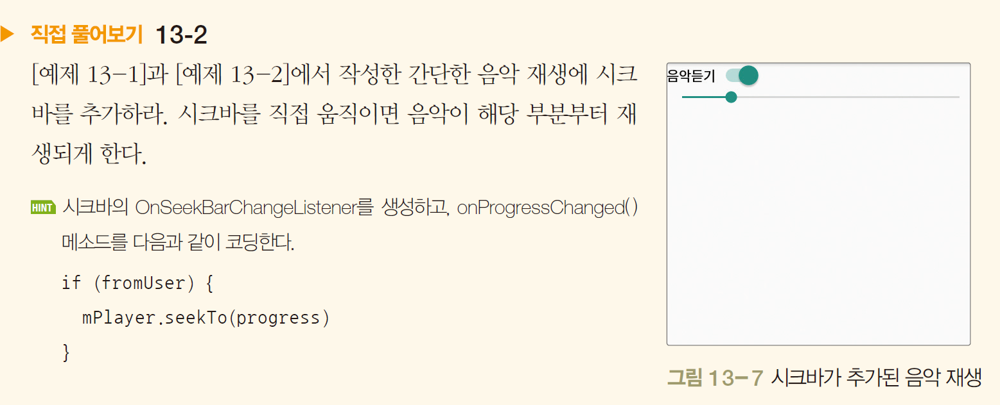 직접 풀어보기 13-2
[예제 13-1]과 [예제 13-2]에서 작성한 간단한 음악 재생에 시크
바를 추가하라. 시크바를 직접 움직이면 음악이 해당 부분부터 재
생되게 한다.
HINT 시크바의 OnSeekBarChangeListener를 생성하고, onProgressChanged()
메소드를 다음과 같이 코딩한다.
if (fromUser) {
mPlayer.seekTo(progress)
}
음악듣기
그림 13-7 시크바가 추가된 음악 재생